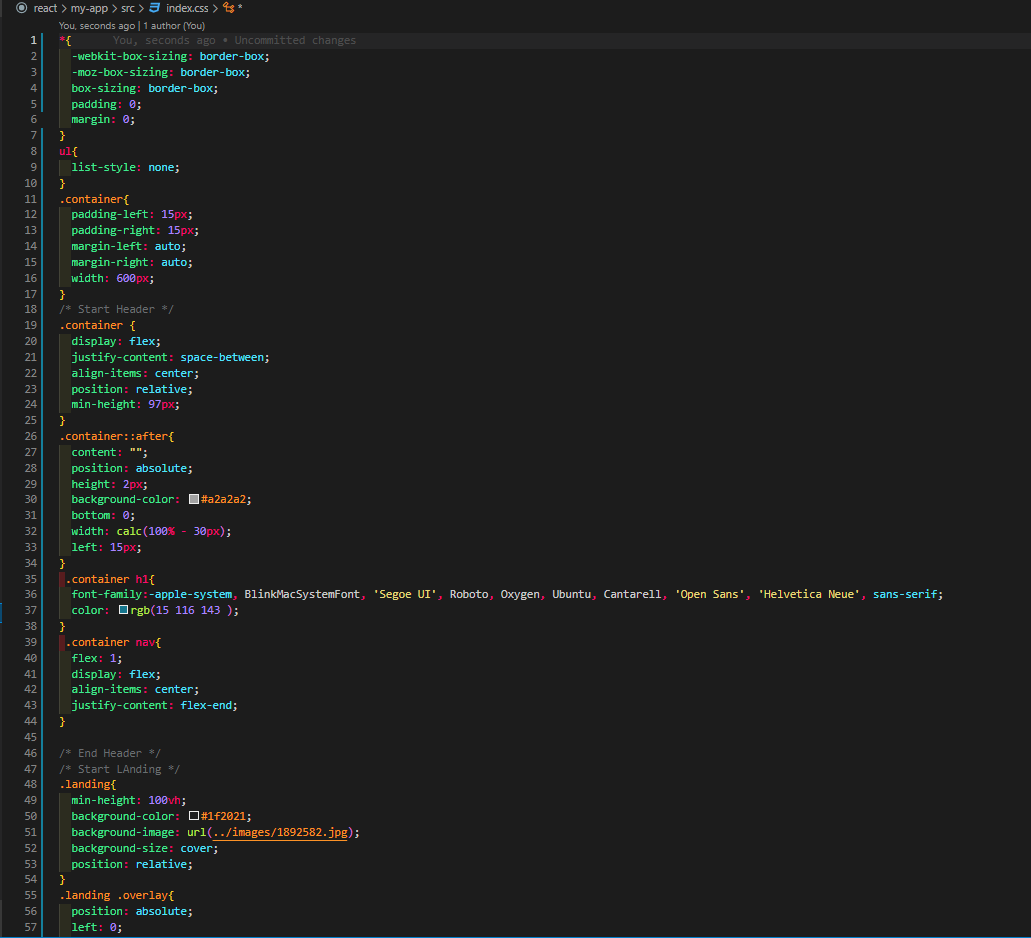 react > my-app > src > index.css > *
You, seconds ago | 1 author (You)
1 *{ You, seconds ago • Uncommitted changes
2 -webkit-box-sizing: border-box;
3 -moz-box-sizing: border-box;
4 box-sizing: border-box;
5 padding: 0;
6 margin: 0;
7 }
8 ul{
9 list-style: none;
10 }
11 .container{
12 padding-left: 15px;
13 padding-right: 15px;
14 margin-left: auto;
15 margin-right: auto;
16 width: 600px;
17 }
18 /* Start Header */
19 .container {
20 display: flex;
21 justify-content: space-between;
22 align-items: center;
23 position: relative;
24 min-height: 97px;
25 }
26 .container::after{
27 content: "";
28 position: absolute;
29 height: 2px;
30 background-color: #a2a2a2;
31 bottom: 0;
32 width: calc(100% - 30px);
33 left: 15px;
34 }
35 .container h1{
36 font-family:-apple-system, BlinkMacSystemFont, 'Segoe UI', Roboto, Oxygen, Ubuntu, Cantarell, 'Open Sans', 'Helvetica Neue', sans-serif;
37 color: rgb(15 116 143 );
38 }
39 .container nav{
40 flex: 1;
41 display: flex;
42 align-items: center;
43 justify-content: flex-end;
44 }
45
46 /* End Header */
47 /* Start LAnding */
48 .landing{
49 min-height: 100vh;
50 background-color: #1f2021;
51 background-image: url(../images/1892582.jpg);
52 background-size: cover;
53 position: relative;
54 }
55 .landing .overlay{
56 position: absolute;
57 left: 0;